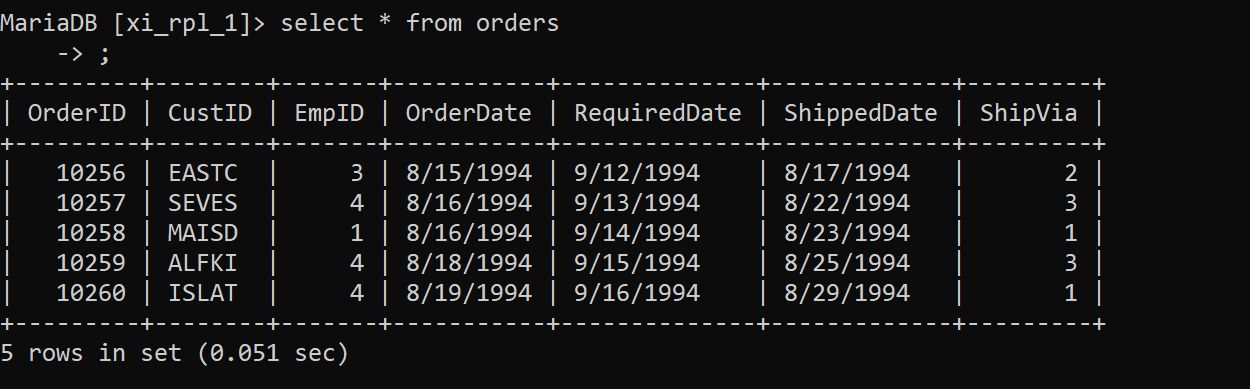 MariaDB [xi_rpl_1]> select * from orders
    -> ;
+---------+--------+-------+-----------+--------------+-------------+---------+
| OrderID | CustID | EmpID | OrderDate | RequiredDate | ShippedDate | ShipVia |
+---------+--------+-------+-----------+--------------+-------------+---------+
|   10256 | EASTC  |     3 | 8/15/1994 | 9/12/1994    | 8/17/1994   |       2 |
|   10257 | SEVES  |     4 | 8/16/1994 | 9/13/1994    | 8/22/1994   |       3 |
|   10258 | MAISD  |     1 | 8/16/1994 | 9/14/1994    | 8/23/1994   |       1 |
|   10259 | ALFKI  |     4 | 8/18/1994 | 9/15/1994    | 8/25/1994   |       3 |
|   10260 | ISLAT  |     4 | 8/19/1994 | 9/16/1994    | 8/29/1994   |       1 |
+---------+--------+-------+-----------+--------------+-------------+---------+
5 rows in set (0.051 sec)